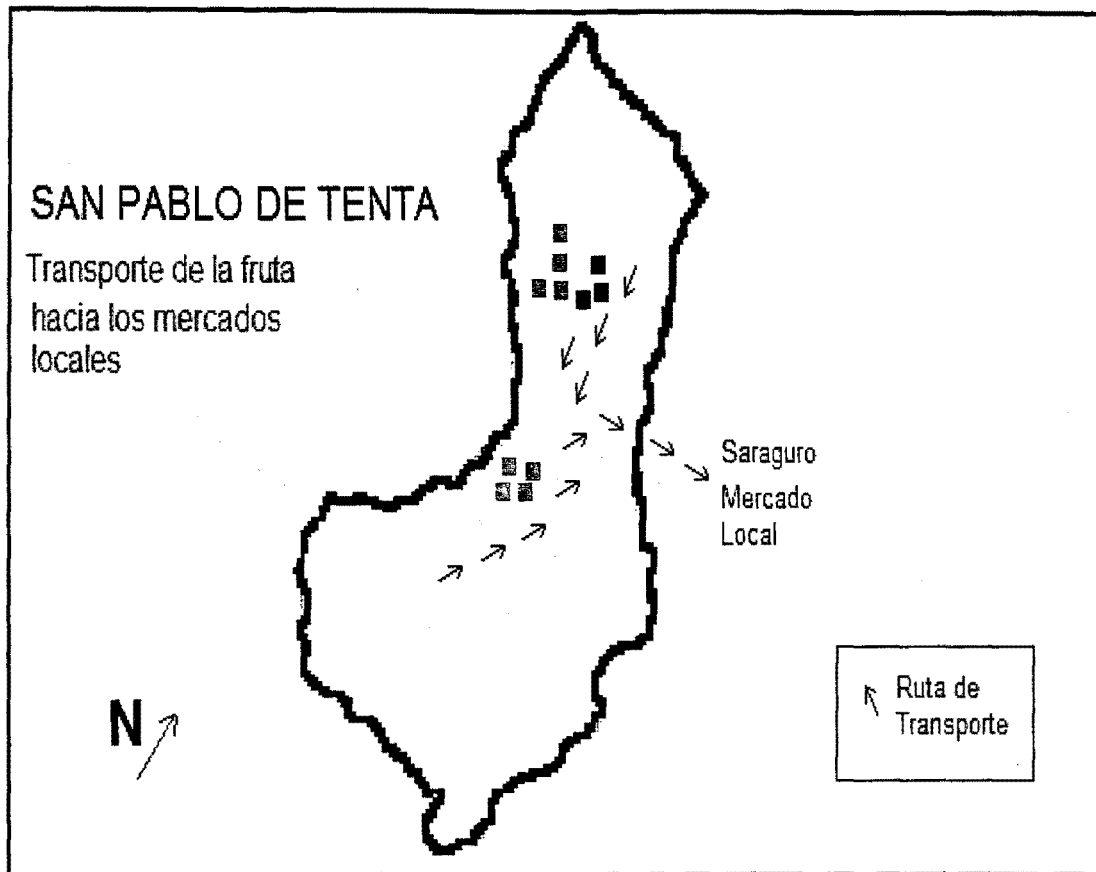 SAN PABLO DE TENTA
Transporte de la fruta
hacia los mercados
locales
Saraguro
Mercado
Local
N
Ruta de
Transporte